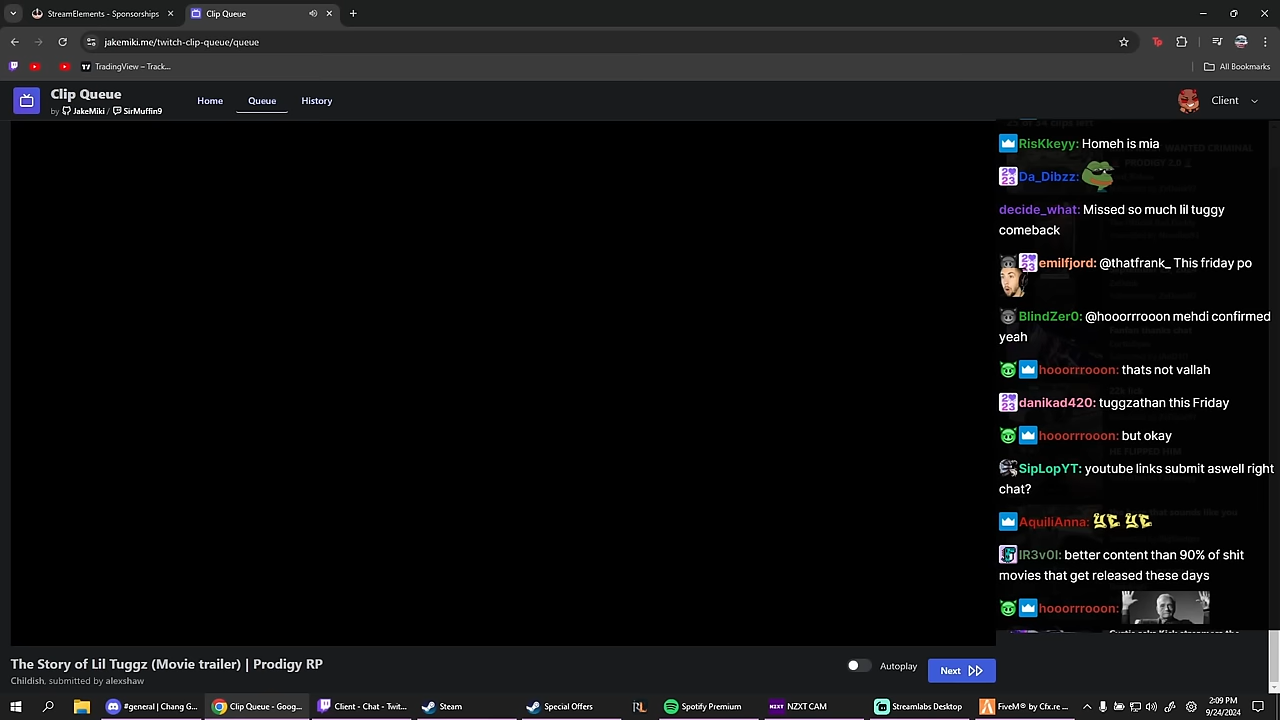 StreamElements - Sponsorships
Clip Queue
jakemiki.me/twitch-clip-queue/queue
TradingView – Track...
All Bookmarks
Clip Queue
by JakeMiki / SirMuffin9
Home
Queue
History
Client
RisKkeyy: Homeh is mia
Da_Dibzz:
decide_what: Missed so much lil tuggy
comeback
emilfjord: @thatfrank_ This friday po
BlindZer0: @hooorrrooon mehdi confirmed
yeah
hooorrrooon: thats not vallah
danikad420: tuggzathan this Friday
hooorrrooon: but okay
SipLopYT: youtube links submit aswell right
chat?
AquiliAnna:
IR3v0l: better content than 90% of shit
movies that get released these days
hooorrrooon:
The Story of Lil Tuggz (Movie trailer) | Prodigy RP
Childish, submitted by alexshaw
Autoplay
Next
#general | Chang G...
Clip Queue - Goog...
Client - Chat - Twit...
Steam
Special Offers
Spotify Premium
NZXT CAM
Streamlabs Desktop
FiveM® by Cfx.re ...
2:09 PM
9/24/2024